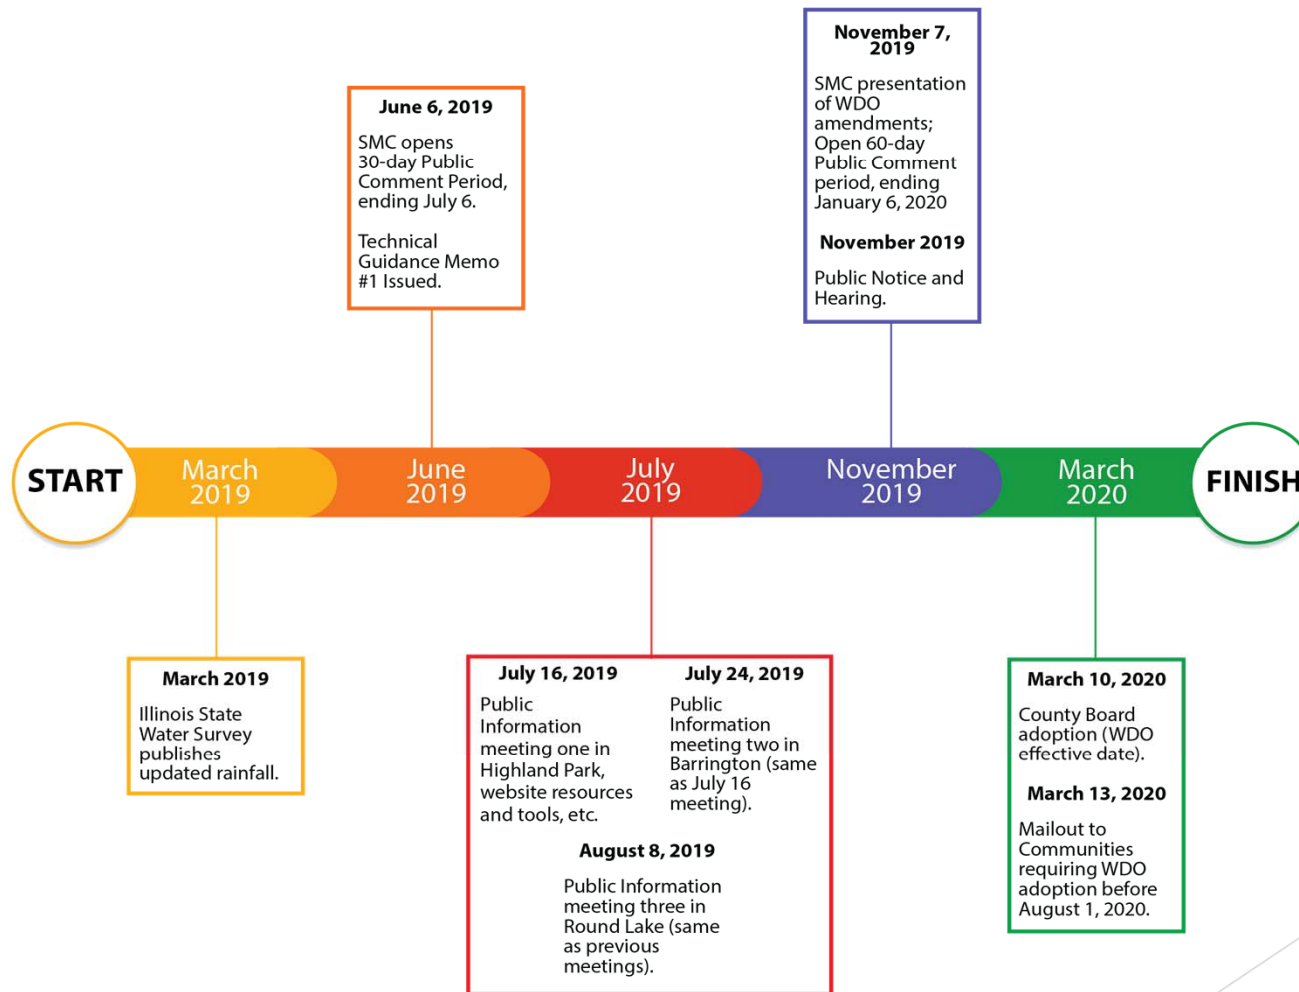 November 7,
2019
SMC presentation
of WDO
amendments;
Open 60-day
Public Comment
period, ending
January 6, 2020
November 2019
Public Notice and
Hearing.
June 6, 2019
SMC opens
30-day Public
Comment Period,
ending July 6.
Technical
Guidance Memo
#1 Issued.
START
March
2019
June
2019
July
2019
November
2019
March
2020
FINISH
March 2019
Illinois State
Water Survey
publishes
updated rainfall.
July 16, 2019
Public
Information
meeting one in
Highland Park,
website resources
and tools, etc.
July 24, 2019
Public
Information
meeting two in
Barrington (same
as July 16
meeting).
August 8, 2019
Public Information
meeting three in
Round Lake (same
as previous
meetings).
March 10, 2020
County Board
adoption (WDO
effective date).
March 13, 2020
Mailout to
Communities
requiring WDO
adoption before
August 1, 2020.